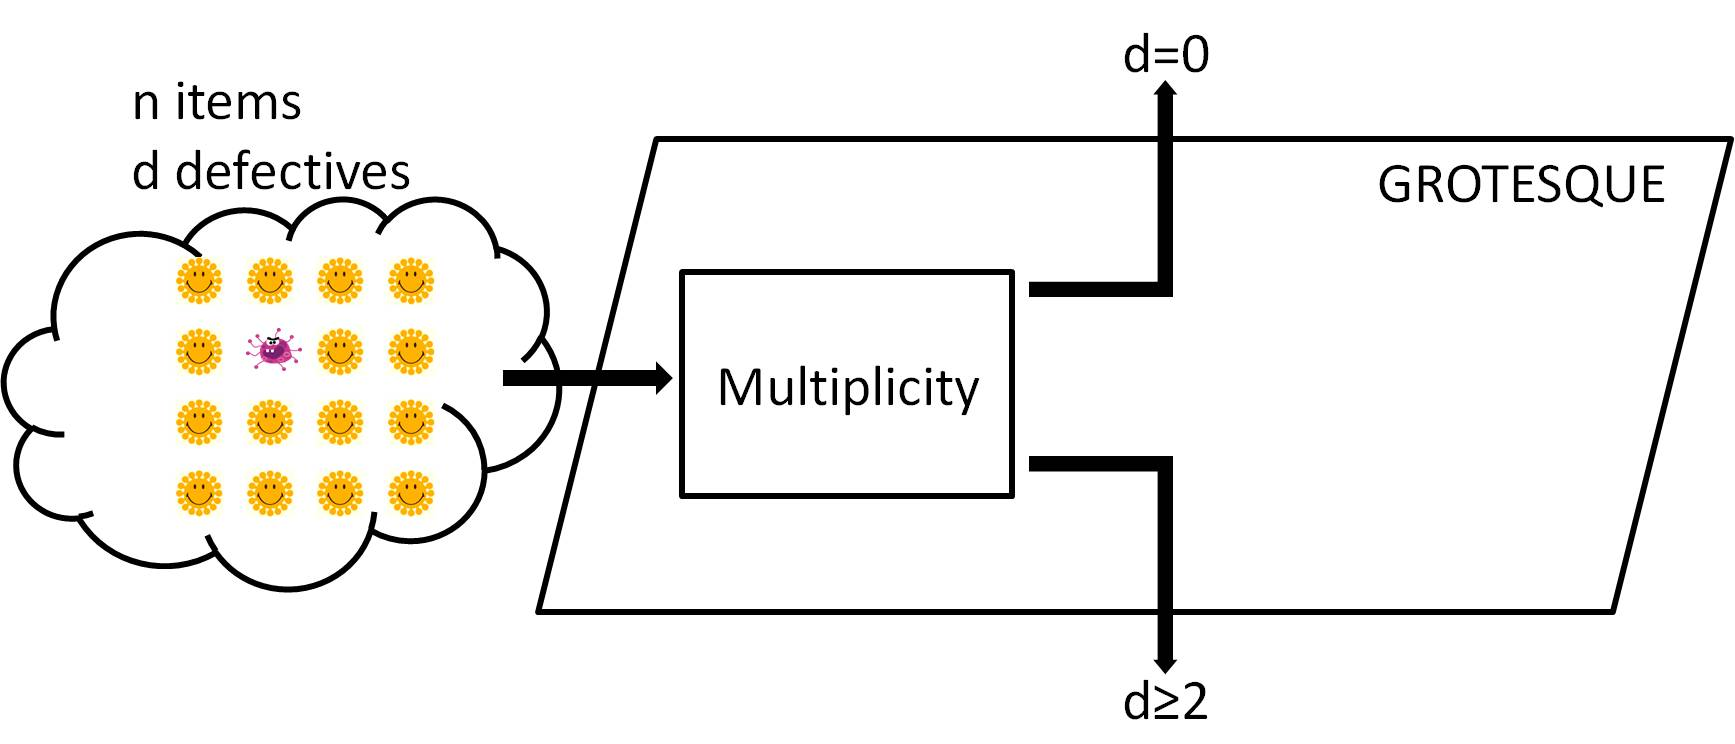 n items
d defectives
d=0
GROTESQUE
Multiplicity
d≥2